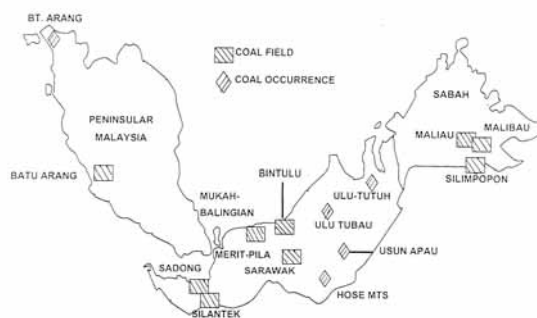 BT. ARANG
COAL FIELD
COAL OCCURRENCE
SABAH
PENINSULAR
MALAYSIA
MALIAU
MALIBAU
BATU ARANG
BINTULU
SILIMPOPON
MUKAH-
BALINGIAN
ULU-TUTUH
ULU TUBAU
MERIT-PILA
USUN APAU
SADONG
SARAWAK
HOSE MTS
SILANTEK